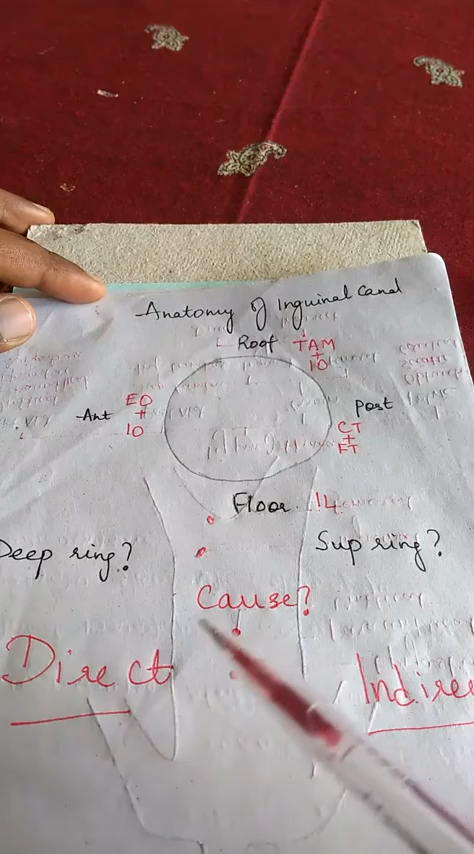 Anatomy of Inguinal Canal
Roof TAM
+
IO
Ant EO
+
IO
Post
CT
+
FT
Floor IL
Deep ring?
Sup ring?
Cause?
Direct
Indirec